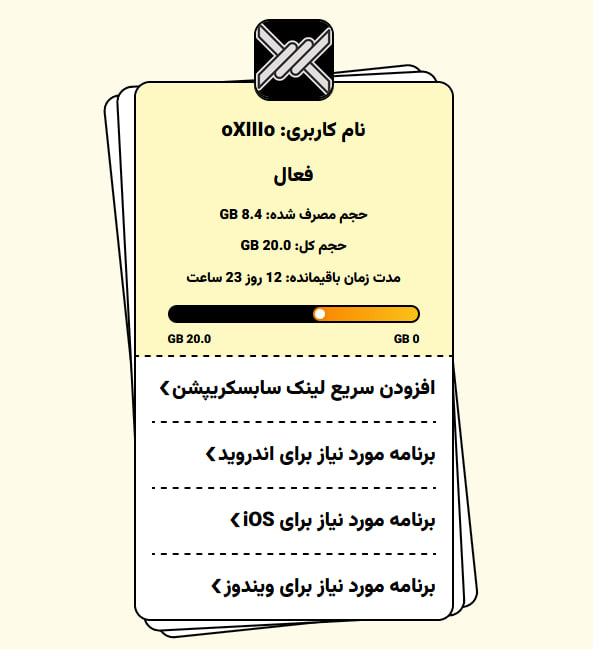 نام کاربری: oXIIIo
فعال
حجم مصرف شده: 8.4 GB
حجم کل: 20.0 GB
مدت زمان باقیمانده: 12 روز 23 ساعت
0 GB
20.0 GB
افزودن سریع لینک سابسکریپشن❯
برنامه مورد نیاز برای اندروید❯
برنامه مورد نیاز برای iOS❯
برنامه مورد نیاز برای ویندوز❯